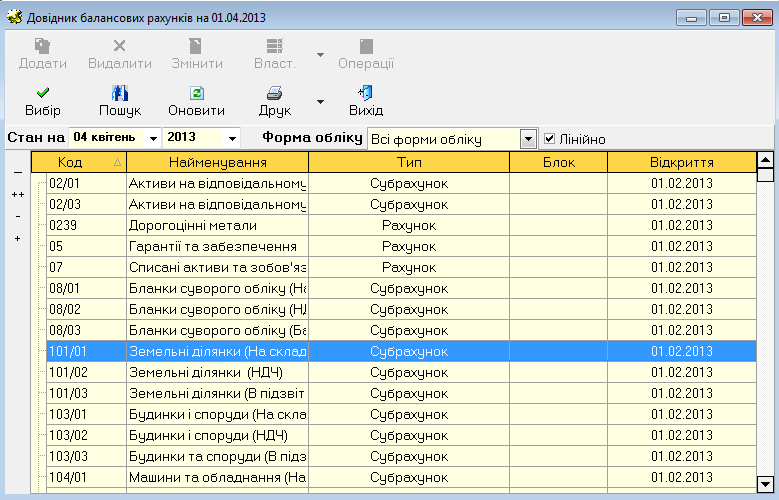 Довідник балансових рахунків на 01.04.2013
Додати Видалити Змінити Власт. Операції
Вибір Пошук Оновити Друк Вихід
Стан на 04 квітень 2013 Форма обліку Всі форми обліку Лінійно
Код Найменування Тип Блок Відкриття
02/01 Активи на відповідальному Субрахунок 01.02.2013
02/03 Активи на відповідальному Субрахунок 01.02.2013
0239 Дорогоцінні метали Рахунок 01.02.2013
05 Гарантії та забезпечення Рахунок 01.02.2013
07 Списані активи та зобов'яз Рахунок 01.02.2013
08/01 Бланки суворого обліку (На Субрахунок 01.02.2013
08/02 Бланки суворого обліку (НД Субрахунок 01.02.2013
08/03 Бланки суворого обліку (Ба Субрахунок 01.02.2013
101/01 Земельні ділянки (На склад Субрахунок 01.02.2013
101/02 Земельні ділянки (НДЧ) Субрахунок 01.02.2013
101/03 Земельні ділянки (В підзвіт Субрахунок 01.02.2013
103/01 Будинки і споруди (На скла Субрахунок 01.02.2013
103/02 Будинки і споруди (НДЧ) Субрахунок 01.02.2013
103/03 Будинки та споруди (В підз Субрахунок 01.02.2013
104/01 Машини та обладнання (На Субрахунок 01.02.2013